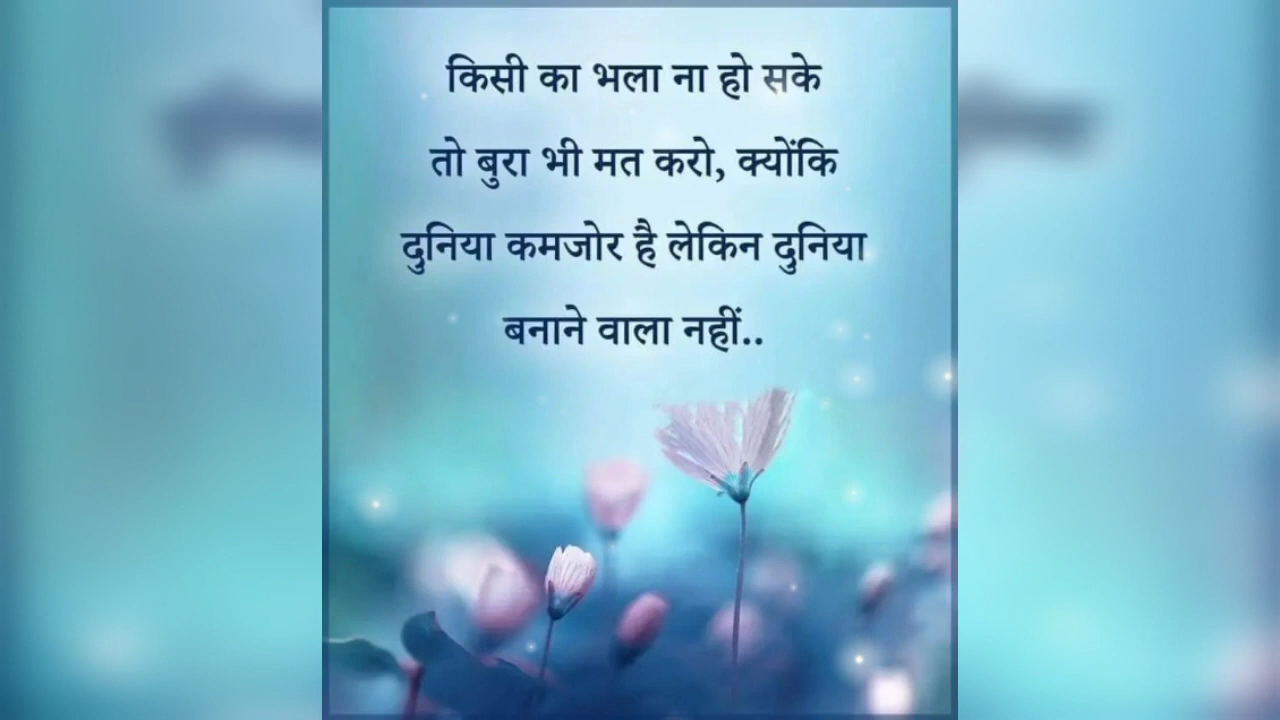 किसी का भला ना हो सके
तो बुरा भी मत करो, क्योंकि
दुनिया कमजोर है लेकिन दुनिया
बनाने वाला नहीं..